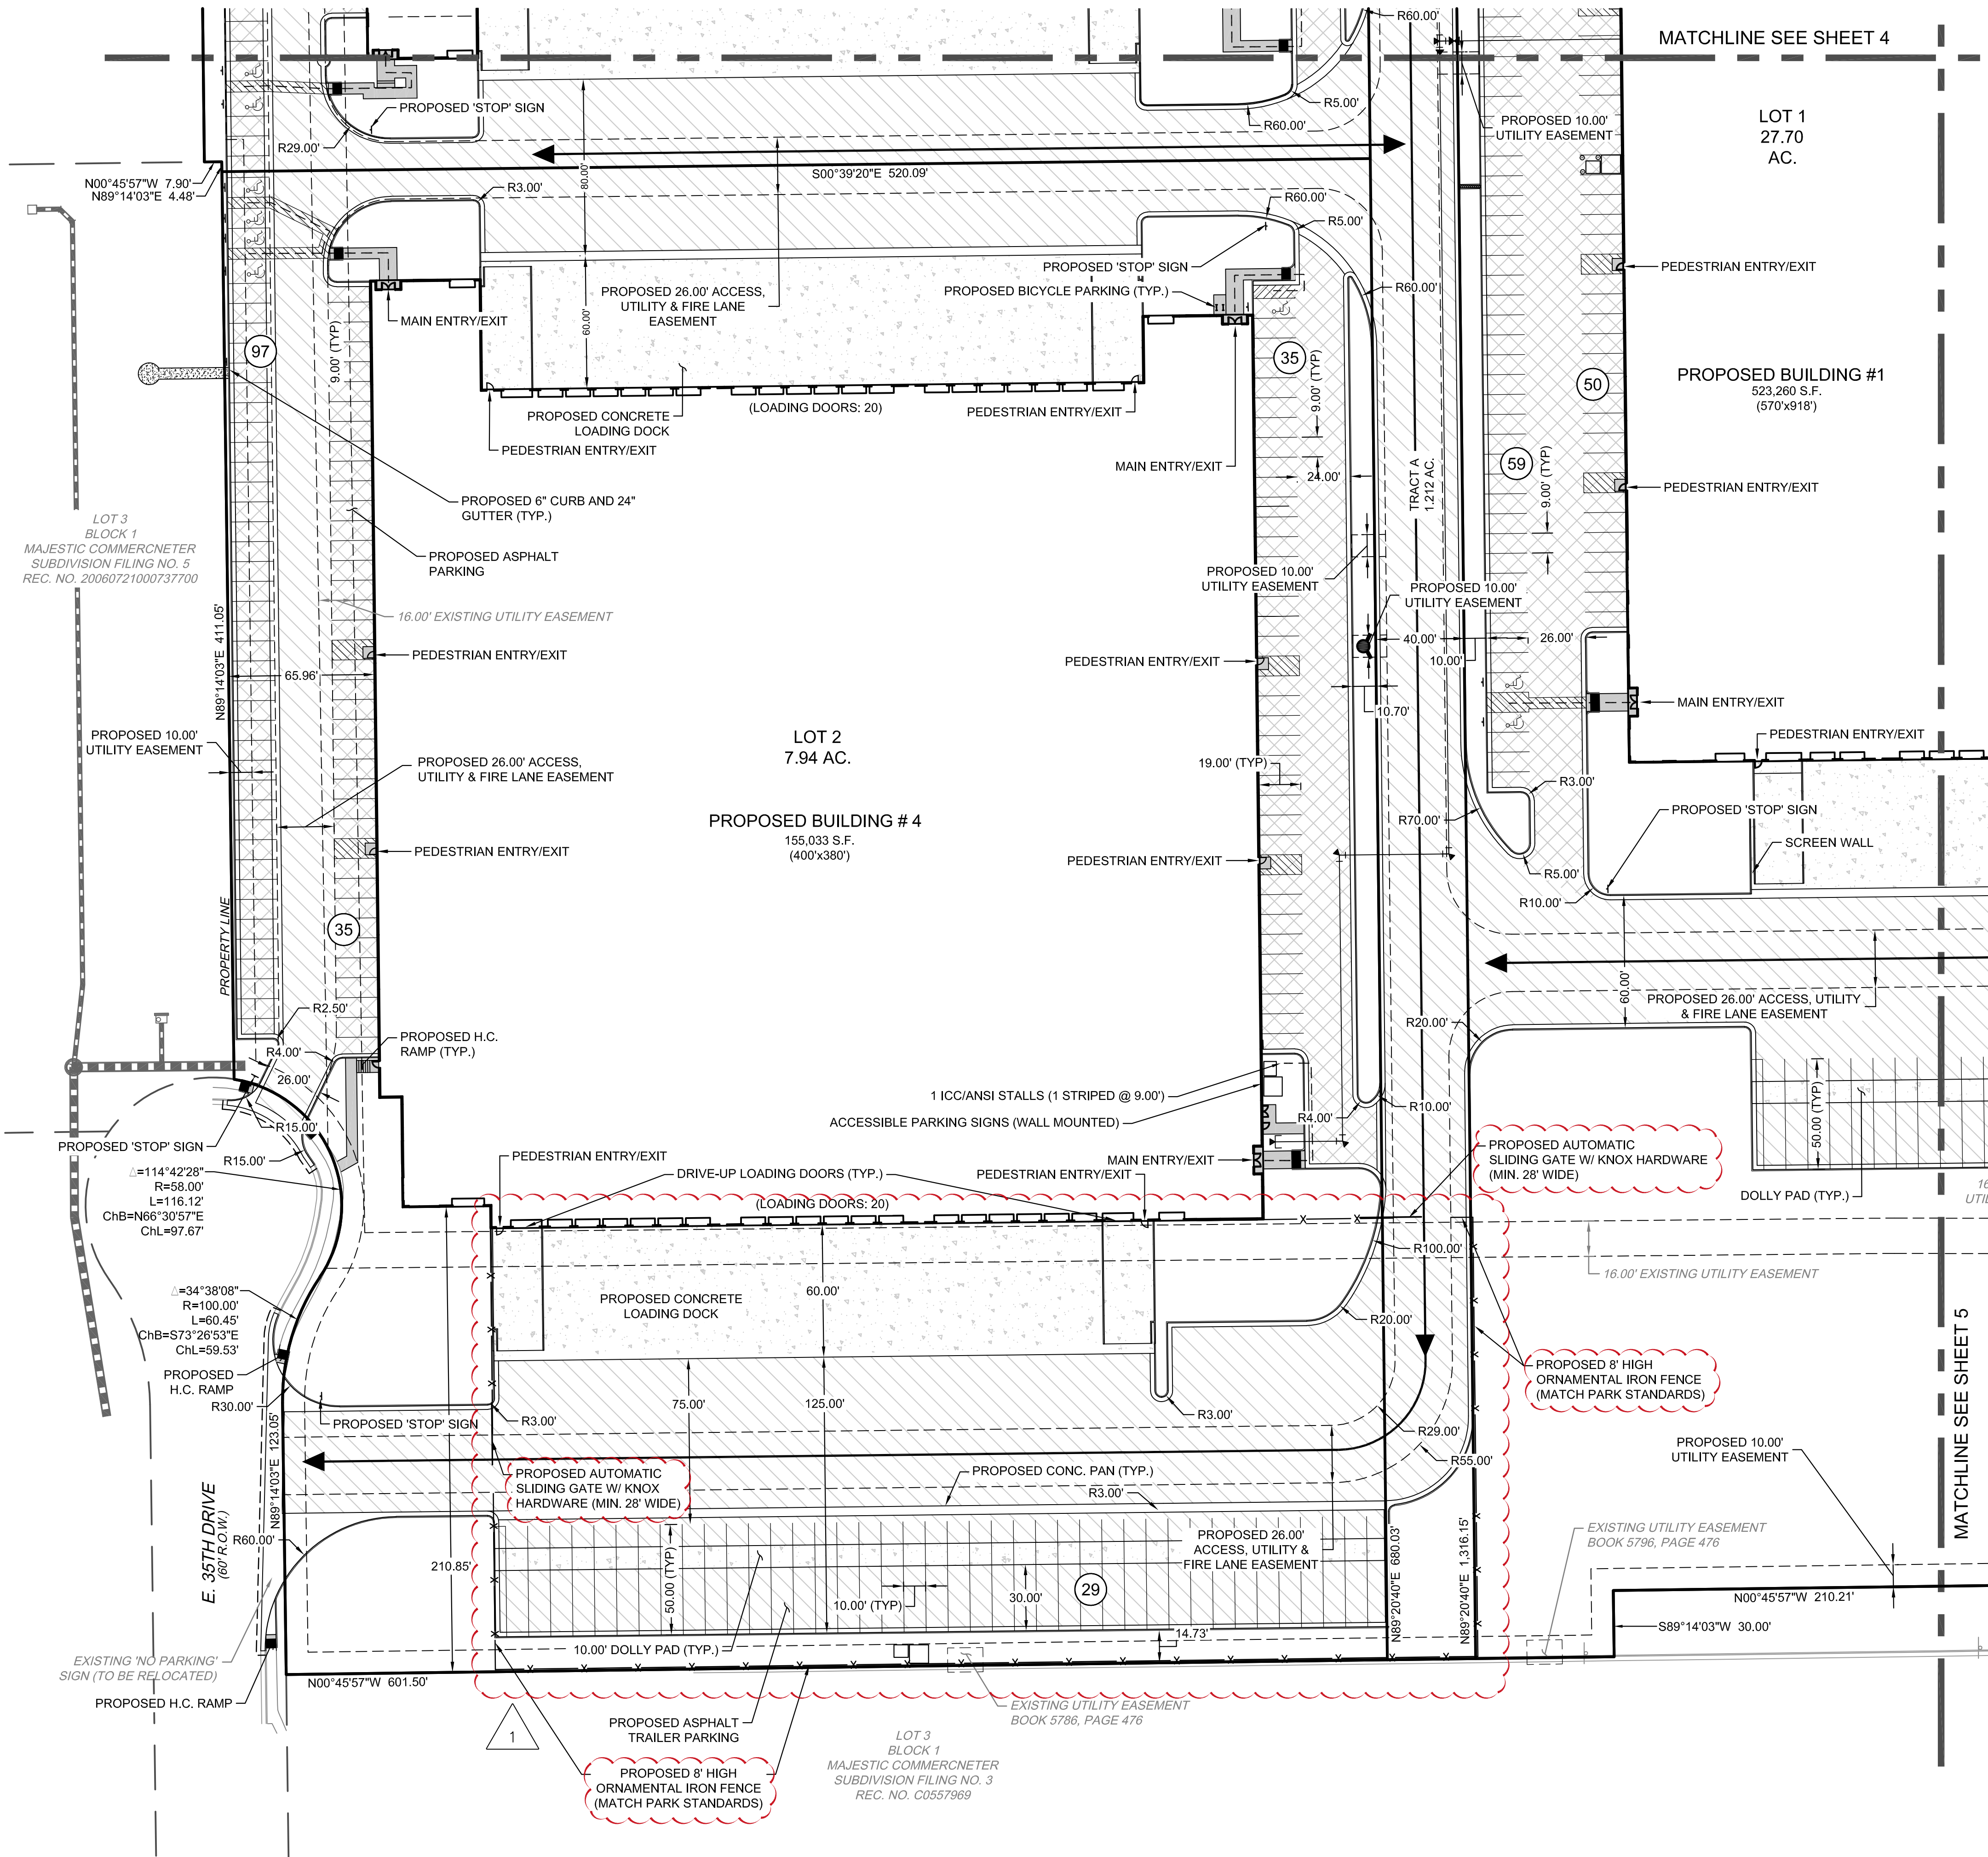 MATCHLINE SEE SHEET 4
R60.00'
PROPOSED 'STOP' SIGN
R5.00'
R60.00'
PROPOSED 10.00'
UTILITY EASEMENT
LOT 1
27.70
AC.
R29.00'
80.00'
S00°39'20"E  520.09'
N00°45'57"W  7.90'
N89°14'03"E  4.48'
R3.00'
R60.00'
R5.00'
PROPOSED 'STOP' SIGN
PROPOSED BICYCLE PARKING (TYP.)
R60.00'
PEDESTRIAN ENTRY/EXIT
PROPOSED 26.00' ACCESS,
UTILITY & FIRE LANE
EASEMENT
60.00'
MAIN ENTRY/EXIT
97
9.00' (TYP)
35
9.00' (TYP)
50
PROPOSED BUILDING #1
523,260 S.F.
(570'x918')
PROPOSED CONCRETE
LOADING DOCK
(LOADING DOORS: 20)
PEDESTRIAN ENTRY/EXIT
PEDESTRIAN ENTRY/EXIT
MAIN ENTRY/EXIT
24.00'
TRACT A
1.212 AC.
59
9.00' (TYP)
PEDESTRIAN ENTRY/EXIT
PROPOSED 6" CURB AND 24"
GUTTER (TYP.)
LOT 3
BLOCK 1
MAJESTIC COMMERCNETER
SUBDIVISION FILING NO. 5
REC. NO. 20060721000737700
PROPOSED ASPHALT
PARKING
16.00' EXISTING UTILITY EASEMENT
PROPOSED 10.00'
UTILITY EASEMENT
PROPOSED 10.00'
UTILITY EASEMENT
40.00'
10.00'
26.00'
N89°14'03"E  411.05'
PEDESTRIAN ENTRY/EXIT
65.96'
PEDESTRIAN ENTRY/EXIT
10.70'
MAIN ENTRY/EXIT
PROPOSED 10.00'
UTILITY EASEMENT
LOT 2
7.94 AC.
PEDESTRIAN ENTRY/EXIT
PROPOSED 26.00' ACCESS,
UTILITY & FIRE LANE EASEMENT
19.00' (TYP)
R3.00'
PROPOSED BUILDING # 4
155,033 S.F.
(400'x380')
R70.00'
PROPOSED 'STOP' SIGN
SCREEN WALL
PEDESTRIAN ENTRY/EXIT
PEDESTRIAN ENTRY/EXIT
R5.00'
R10.00'
PROPERTY LINE
35
60.00'
PROPOSED 26.00' ACCESS, UTILITY
& FIRE LANE EASEMENT
R2.50'
R20.00'
R4.00'
26.00'
PROPOSED H.C.
RAMP (TYP.)
1 ICC/ANSI STALLS (1 STRIPED @ 9.00')
ACCESSIBLE PARKING SIGNS (WALL MOUNTED)
R4.00'
R10.00'
50.00 (TYP)
R15.00'
PROPOSED 'STOP' SIGN
R15.00'
PEDESTRIAN ENTRY/EXIT
DRIVE-UP LOADING DOORS (TYP.)
PEDESTRIAN ENTRY/EXIT
MAIN ENTRY/EXIT
PROPOSED AUTOMATIC
SLIDING GATE W/ KNOX HARDWARE
(MIN. 28' WIDE)
△=114°42'28"
R=58.00'
L=116.12'
ChB=N66°30'57"E
ChL=97.67'
(LOADING DOORS: 20)
DOLLY PAD (TYP.)
16
UTIL
R100.00'
16.00' EXISTING UTILITY EASEMENT
△=34°38'08"
R=100.00'
L=60.45'
ChB=S73°26'53"E
ChL=59.53'
PROPOSED CONCRETE
LOADING DOCK
60.00'
R20.00'
MATCHLINE SEE SHEET 5
PROPOSED
H.C. RAMP
R30.00'
PROPOSED 'STOP' SIGN
R3.00'
75.00'
125.00'
R3.00'
R29.00'
R55.00'
PROPOSED 8' HIGH
ORNAMENTAL IRON FENCE
(MATCH PARK STANDARDS)
N89°14'03"E  123.05'
PROPOSED AUTOMATIC
SLIDING GATE W/ KNOX
HARDWARE (MIN. 28' WIDE)
PROPOSED CONC. PAN (TYP.)
R3.00'
PROPOSED 10.00'
UTILITY EASEMENT
E. 35TH DRIVE
(60' R.O.W.)
R60.00'
210.85'
50.00 (TYP)
10.00' (TYP)
30.00'
29
PROPOSED 26.00'
ACCESS, UTILITY &
FIRE LANE EASEMENT
N89°20'40"E  680.03'
N89°20'40"E  1,316.15'
EXISTING UTILITY EASEMENT
BOOK 5796, PAGE 476
N00°45'57"W  210.21'
S89°14'03"W  30.00'
10.00' DOLLY PAD (TYP.)
14.73'
EXISTING 'NO PARKING'
SIGN (TO BE RELOCATED)
N00°45'57"W  601.50'
PROPOSED H.C. RAMP
1
PROPOSED ASPHALT
TRAILER PARKING
EXISTING UTILITY EASEMENT
BOOK 5786, PAGE 476
LOT 3
BLOCK 1
MAJESTIC COMMERCNETER
SUBDIVISION FILING NO. 3
REC. NO. C0557969
PROPOSED 8' HIGH
ORNAMENTAL IRON FENCE
(MATCH PARK STANDARDS)